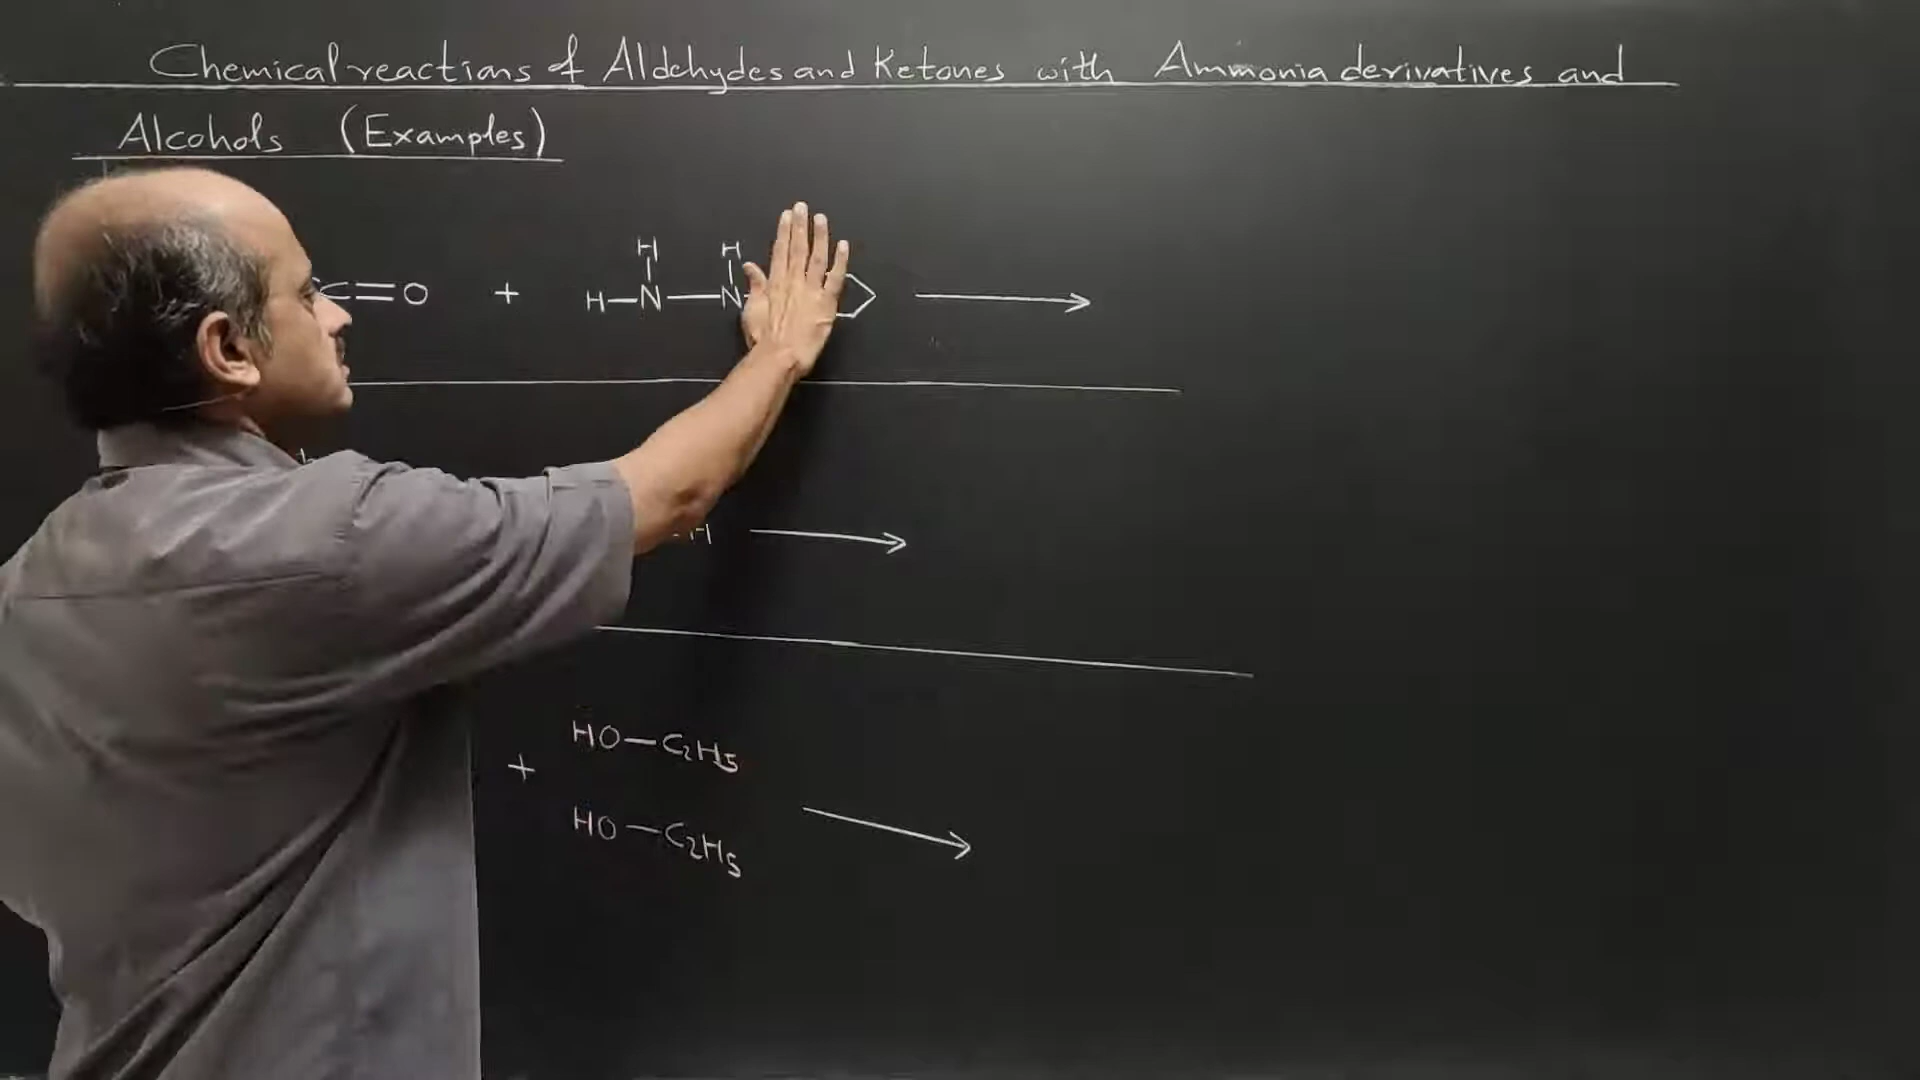 Chemical reactions of Aldehydes and Ketones with Ammonia derivatives and
Alcohols (Examples)
H H
C=O + H-N-N
H
HO-C2H5
+
HO-C2H5